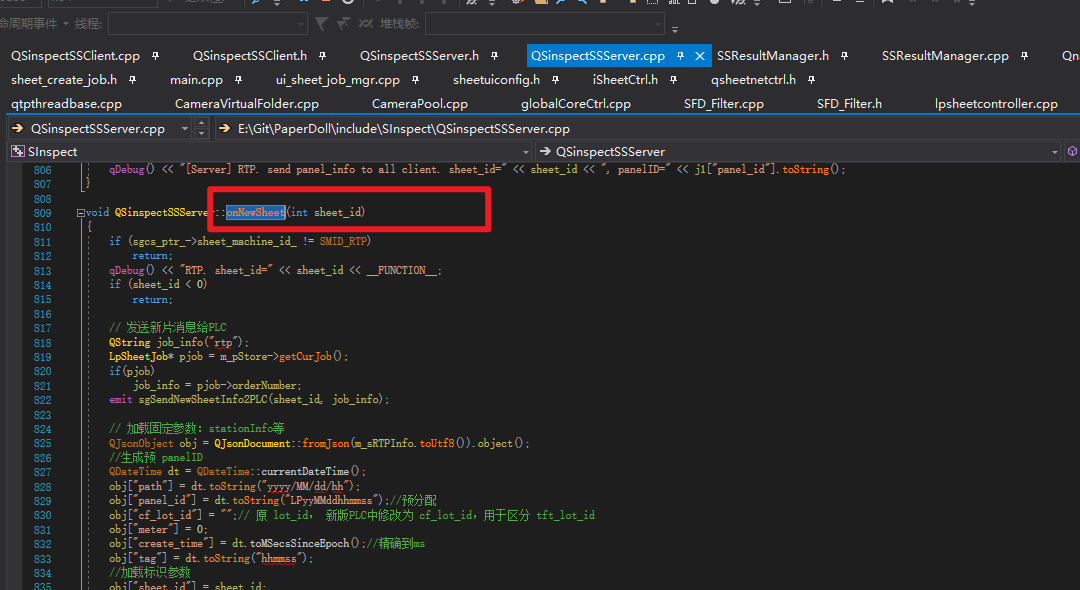 命周期事件 线程: 堆栈帧:
QSinspectSSClient.cpp QSinspectSSClient.h QSinspectSSServer.h QSinspectSSServer.cpp SSResultManager.h SSResultManager.cpp Qna
sheet_create_job.h main.cpp ui_sheet_job_mgr.cpp sheetuiconfig.h iSheetCtrl.h qsheetnetctrl.h
qtpthreadbase.cpp CameraVirtualFolder.cpp CameraPool.cpp globalCoreCtrl.cpp SFD_Filter.cpp SFD_Filter.h lpsheetcontroller.cpp
QSinspectSSServer.cpp E:\Git\PaperDoll\include\SInspect\QSinspectSSServer.cpp
SInspect QSinspectSSServer
806 qDebug() << "[Server] RTP. send panel_info to all client. sheet_id=" << sheet_id << ", panelID=" << j1["panel_id"].toString();
807 }
808
809 void QSinspectSSServer::onNewSheet(int sheet_id)
810 {
811 if (sgcs_ptr_->sheet_machine_id_ != SMID_RTP)
812 return;
813 qDebug() << "RTP. sheet_id=" << sheet_id << __FUNCTION__;
814 if (sheet_id < 0)
815 return;
816
817 // 发送新片消息给PLC
818 QString job_info("rtp");
819 LpSheetJob* pjob = m_pStore->getCurJob();
820 if(pjob)
821 job_info = pjob->orderNumber;
822 emit sgSendNewSheetInfo2PLC(sheet_id, job_info);
823
824 // 加载固定参数：stationInfo等
825 QJsonObject obj = QJsonDocument::fromJson(m_sRTPInfo.toUtf8()).object();
826 //生成预 panelID
827 QDateTime dt = QDateTime::currentDateTime();
828 obj["path"] = dt.toString("yyyy/MM/dd/hh");
829 obj["panel_id"] = dt.toString("LPyyMMddhhmmss");//预分配
830 obj["cf_lot_id"] = "";// 原 lot_id， 新版PLC中修改为 cf_lot_id，用于区分 tft_lot_id
831 obj["meter"] = 0;
832 obj["create_time"] = dt.toMSecsSinceEpoch();//精确到ms
833 obj["tag"] = dt.toString("hhmmss");
834 //加载标识参数
835 obj["sheet_id"] = sheet_id;